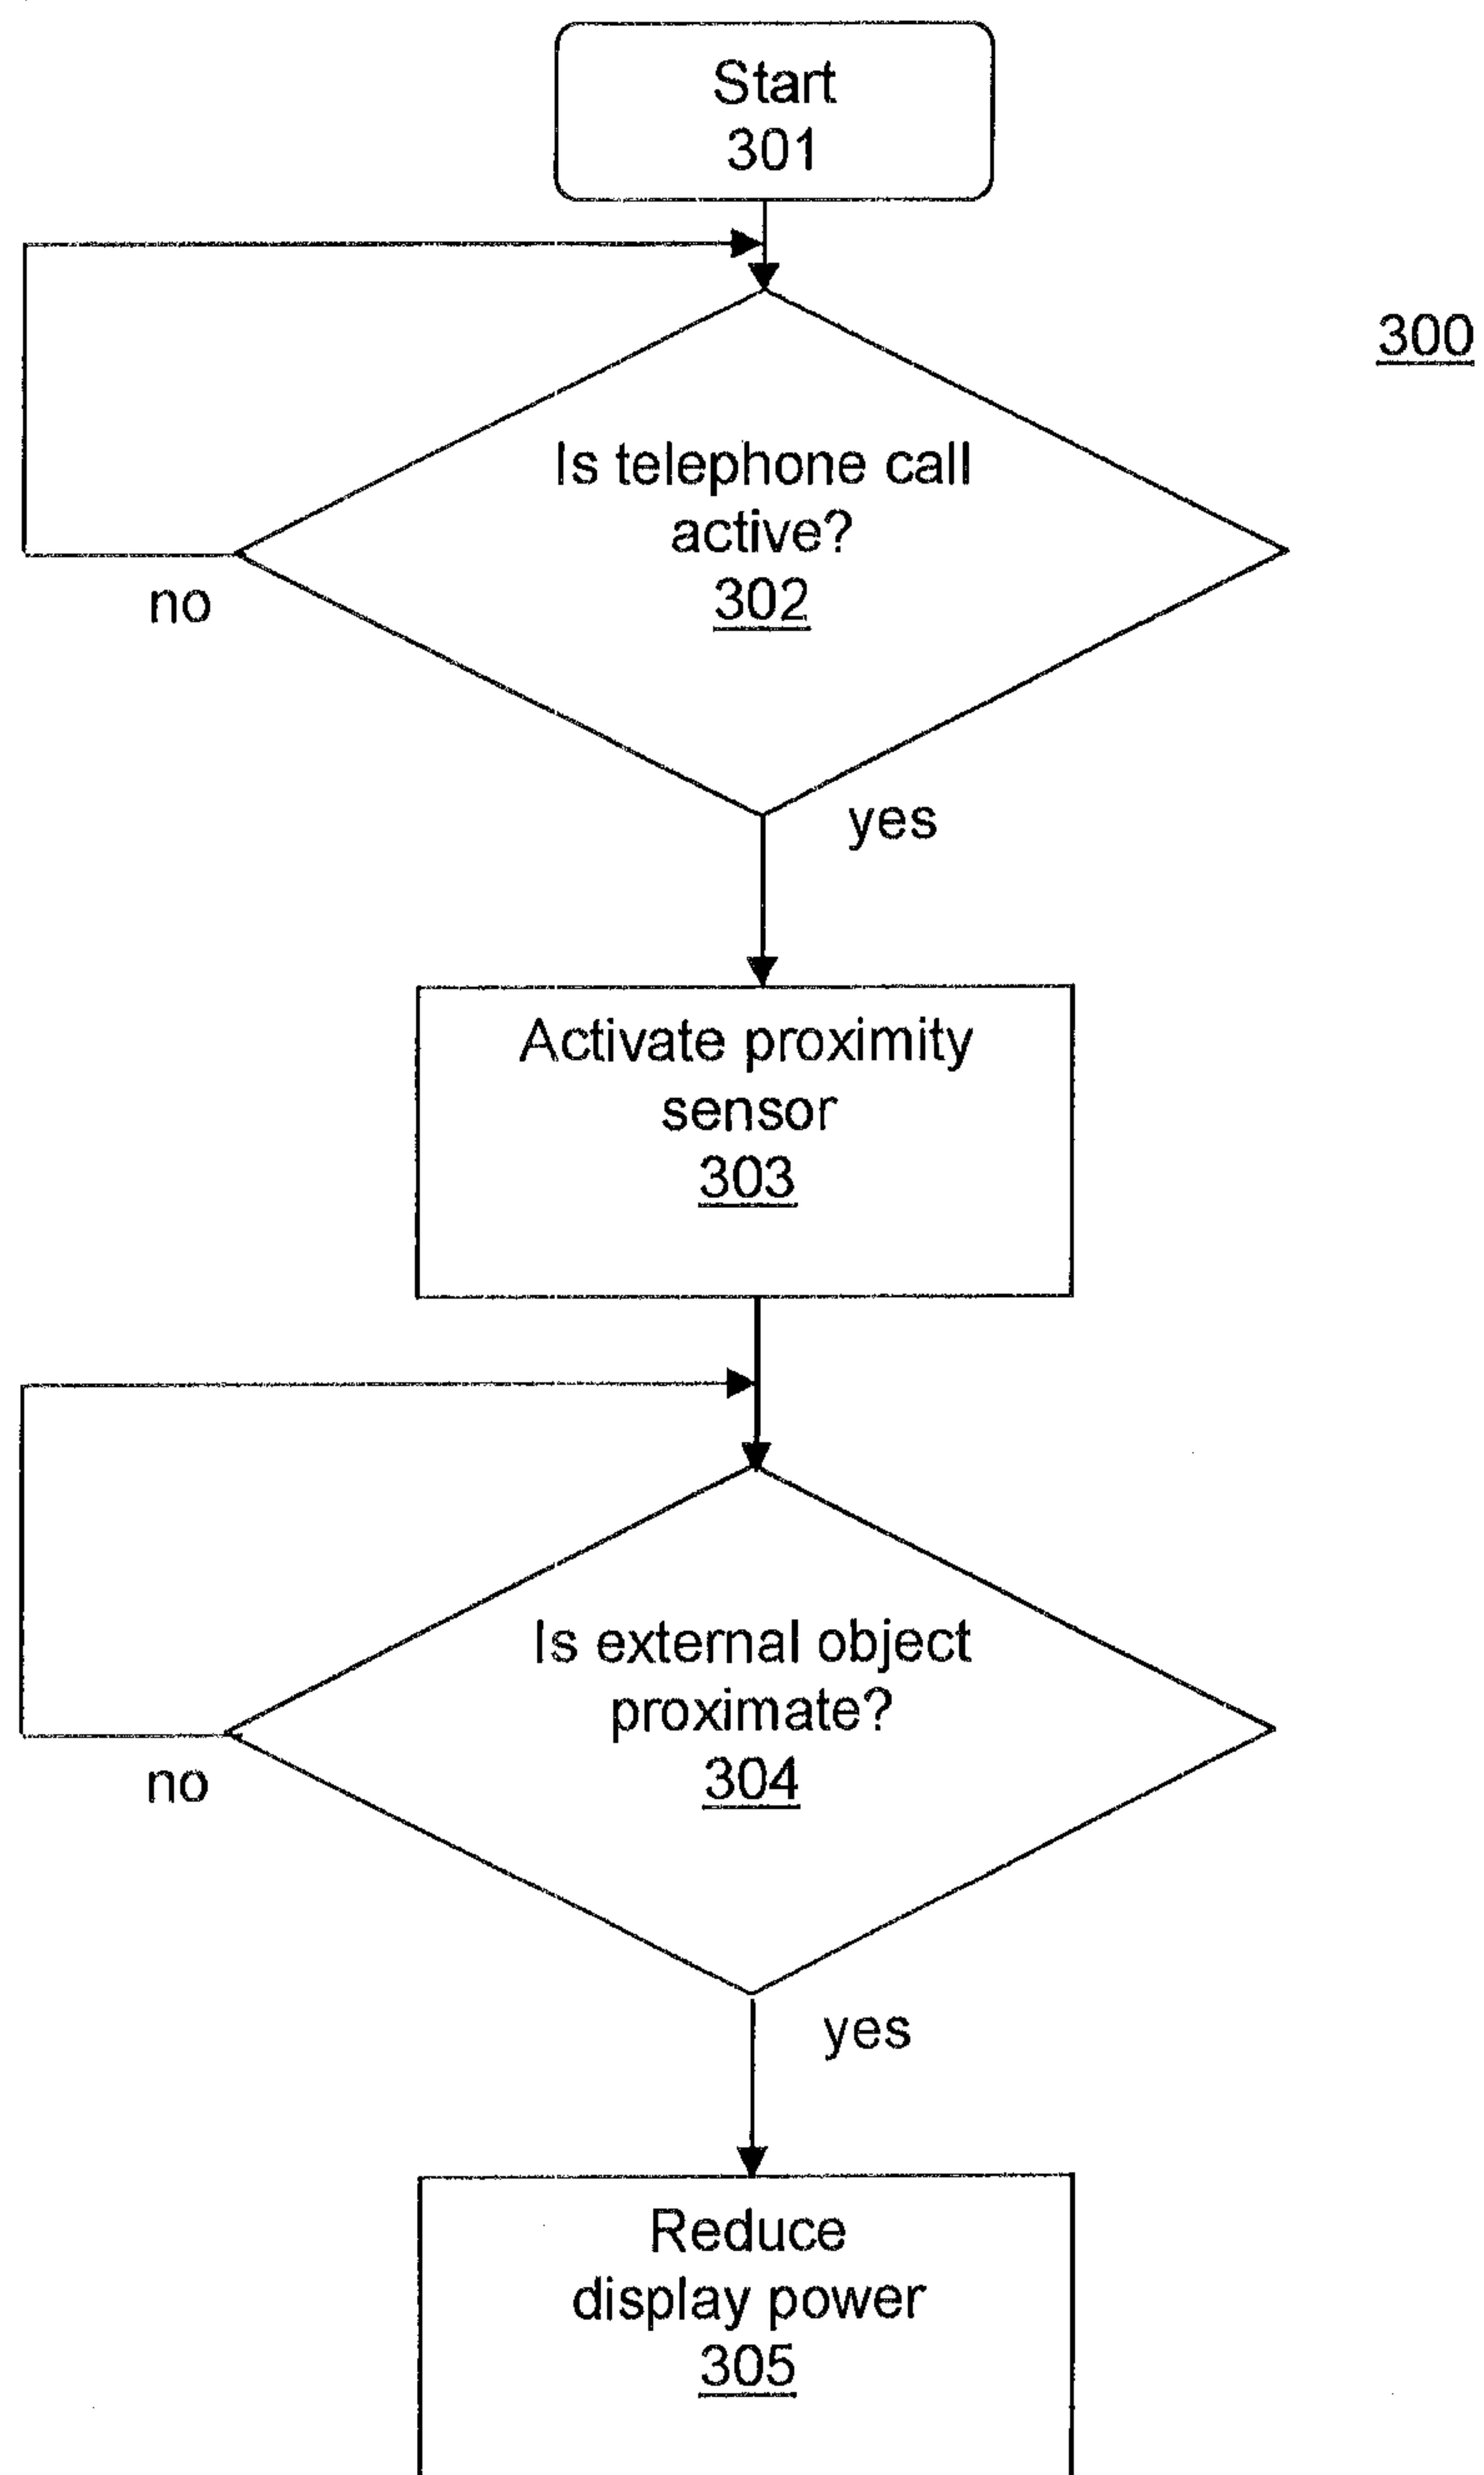 Start
301
300
Is telephone call
active?
302
no
yes
Activate proximity
sensor
303
Is external object
proximate?
304
no
yes
Reduce
display power
305